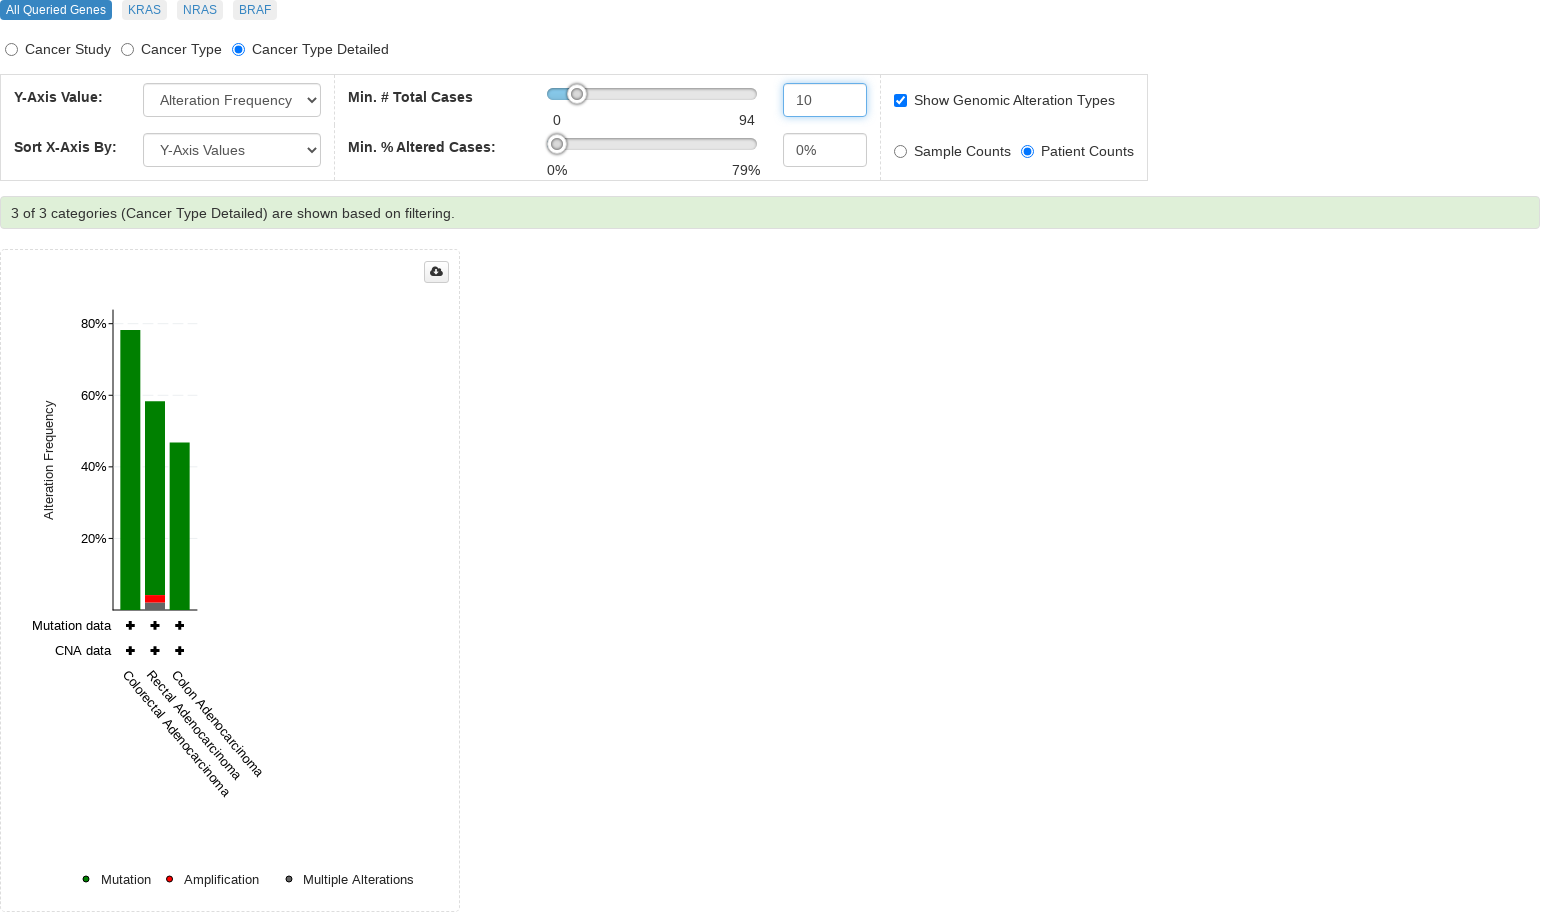 All Queried Genes KRAS NRAS BRAF
Cancer Study Cancer Type Cancer Type Detailed
Y-Axis Value: Alteration Frequency Min. # Total Cases 10 Show Genomic Alteration Types
0 94
Sort X-Axis By: Y-Axis Values Min. % Altered Cases: 0% Sample Counts Patient Counts
0% 79%
3 of 3 categories (Cancer Type Detailed) are shown based on filtering.
80%
60%
40%
20%
Alteration Frequency
Mutation data
CNA data
Colorectal Adenocarcinoma
Rectal Adenocarcinoma
Colon Adenocarcinoma
Mutation Amplification Multiple Alterations